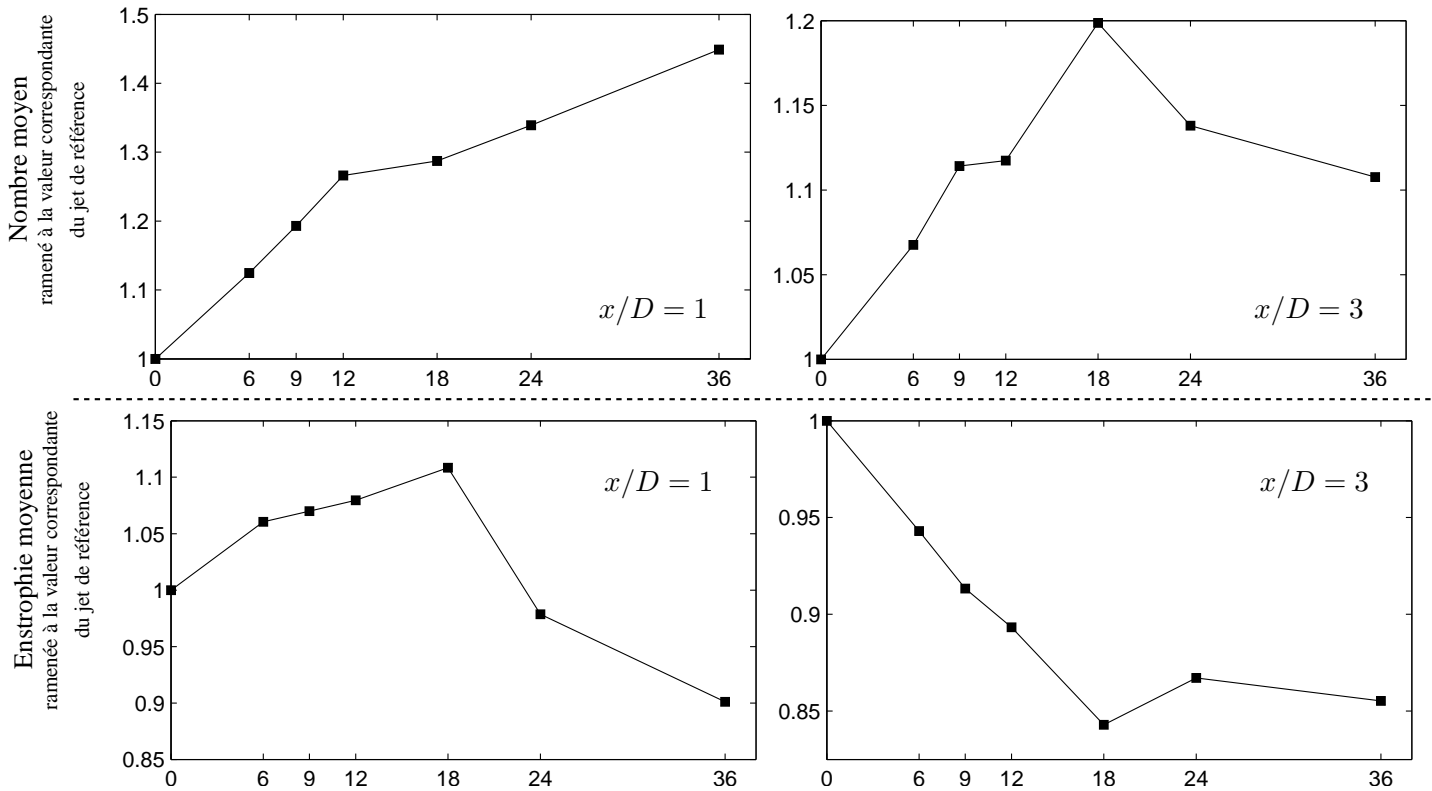 Nombre moyen
ramené à la valeur correspondante
du jet de référence
1.5
1.4
1.3
1.2
1.1
1
0 6 9 12 18 24 36
x/D = 1
1.2
1.15
1.1
1.05
1
0 6 9 12 18 24 36
x/D = 3
Enstrophie moyenne
ramenée à la valeur correspondante
du jet de référence
1.15
1.1
1.05
1
0.95
0.9
0.85
0 6 9 12 18 24 36
x/D = 1
1
0.95
0.9
0.85
0 6 9 12 18 24 36
x/D = 3